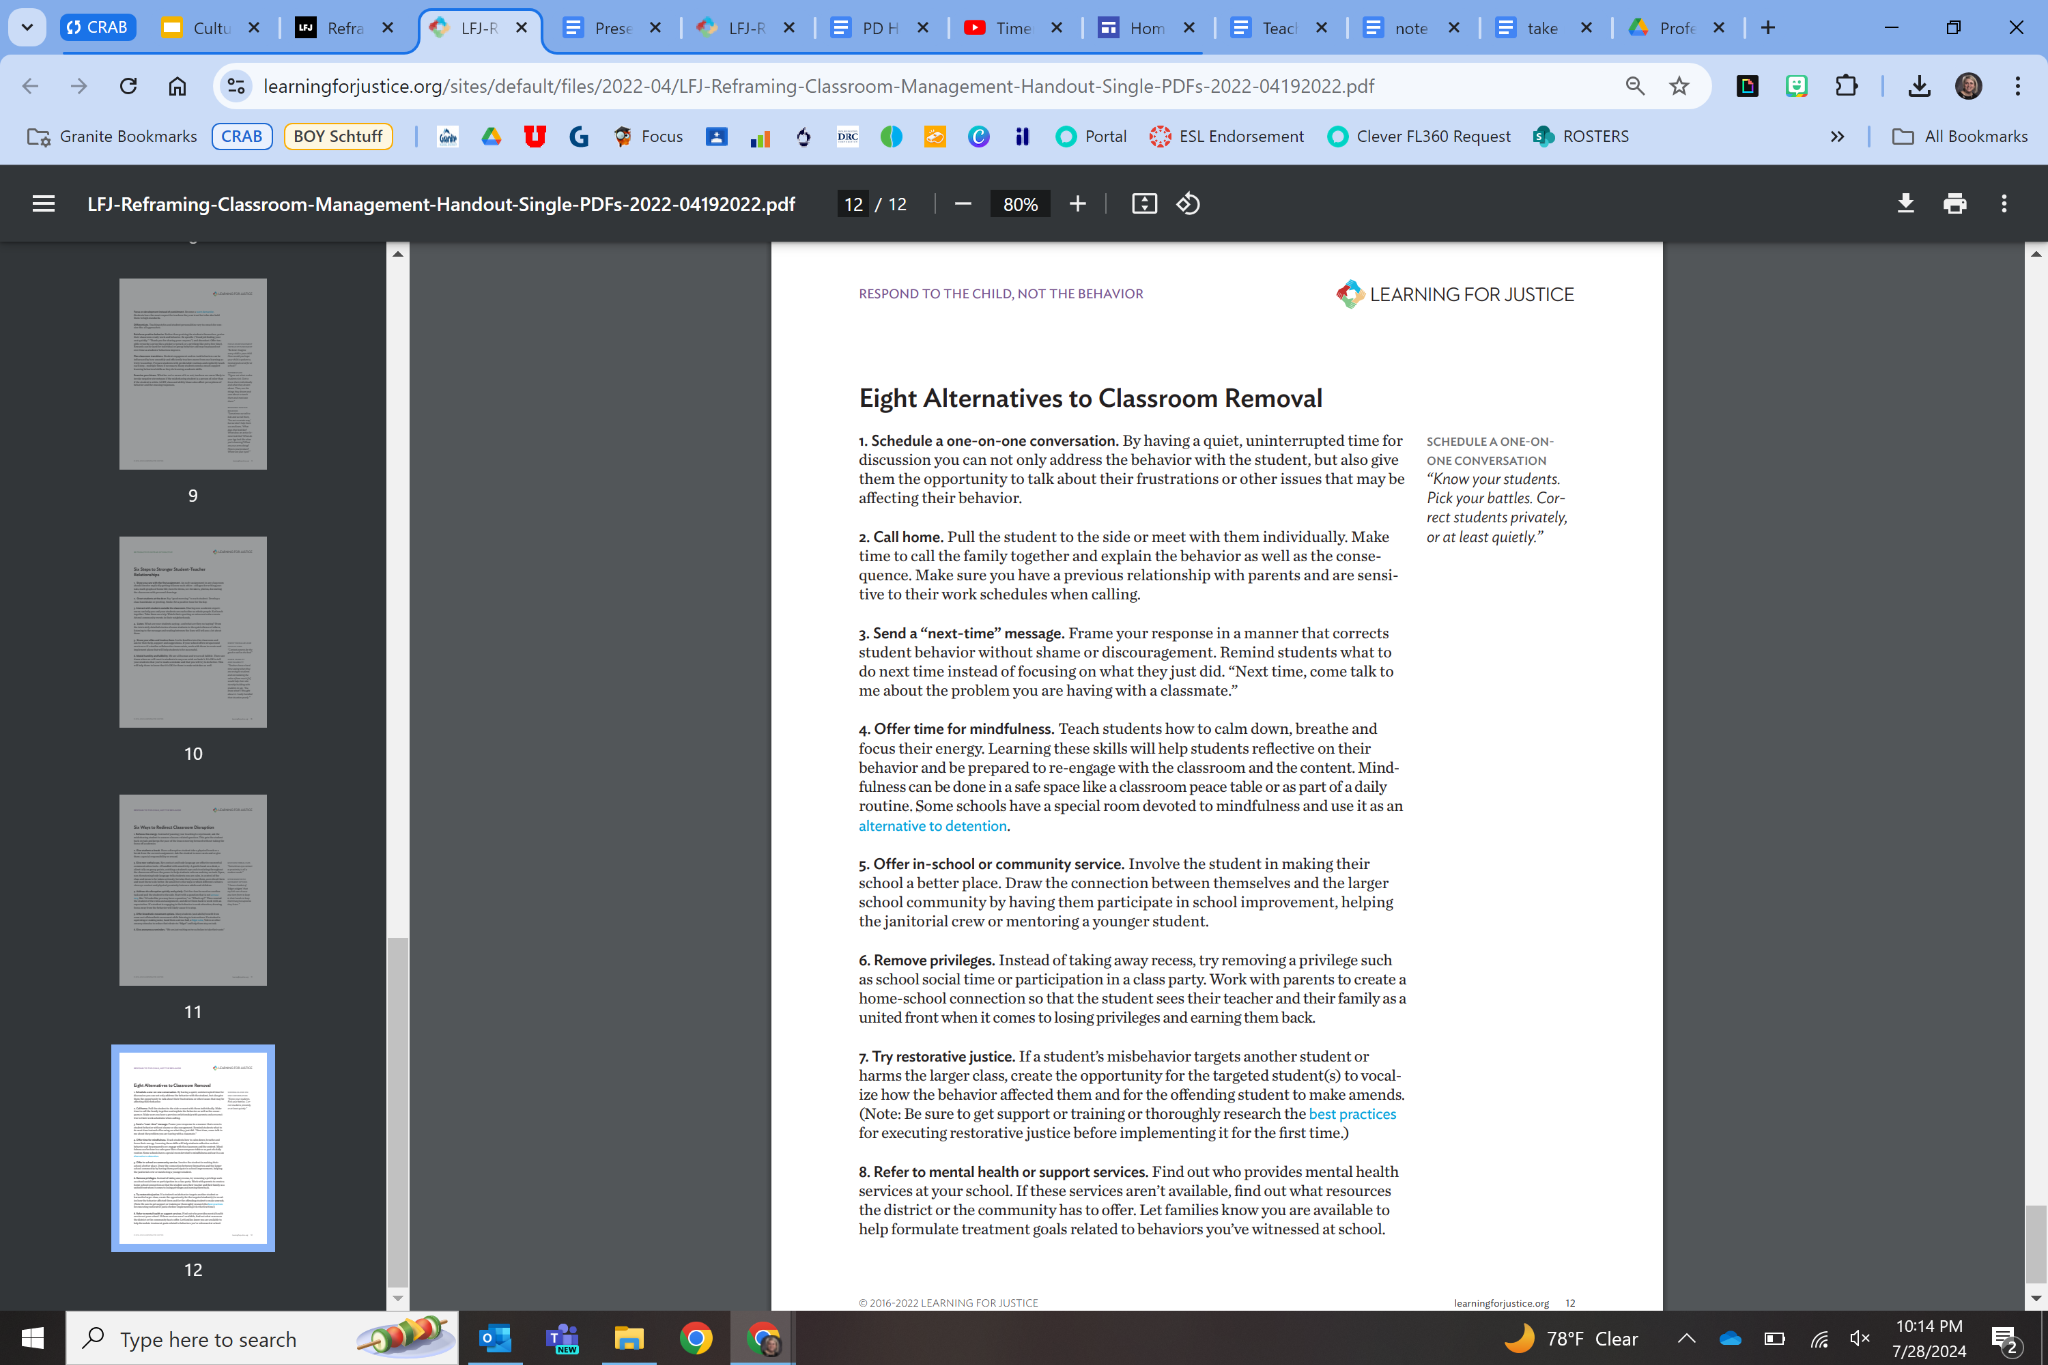 CRAB
Cultu
Refra
LFJ-R
Prese
LFJ-R
PD H
Time
Hom
Teac
note
take
Profe
learningforjustice.org/sites/default/files/2022-04/LFJ-Reframing-Classroom-Management-Handout-Single-PDFs-2022-04192022.pdf
Granite Bookmarks
CRAB
BOY Schtuff
Focus
Portal
ESL Endorsement
Clever FL360 Request
ROSTERS
All Bookmarks
LFJ-Reframing-Classroom-Management-Handout-Single-PDFs-2022-04192022.pdf
12 / 12
80%
9
10
11
12
RESPOND TO THE CHILD, NOT THE BEHAVIOR
LEARNING FOR JUSTICE
Eight Alternatives to Classroom Removal
1. Schedule a one-on-one conversation. By having a quiet, uninterrupted time for
discussion you can not only address the behavior with the student, but also give
them the opportunity to talk about their frustrations or other issues that may be
affecting their behavior.
2. Call home. Pull the student to the side or meet with them individually. Make
time to call the family together and explain the behavior as well as the conse-
quence. Make sure you have a previous relationship with parents and are sensi-
tive to their work schedules when calling.
3. Send a “next-time” message. Frame your response in a manner that corrects
student behavior without shame or discouragement. Remind students what to
do next time instead of focusing on what they just did. “Next time, come talk to
me about the problem you are having with a classmate.”
4. Offer time for mindfulness. Teach students how to calm down, breathe and
focus their energy. Learning these skills will help students reflective on their
behavior and be prepared to re-engage with the classroom and the content. Mind-
fulness can be done in a safe space like a classroom peace table or as part of a daily
routine. Some schools have a special room devoted to mindfulness and use it as an
alternative to detention.
5. Offer in-school or community service. Involve the student in making their
school a better place. Draw the connection between themselves and the larger
school community by having them participate in school improvement, helping
the janitorial crew or mentoring a younger student.
6. Remove privileges. Instead of taking away recess, try removing a privilege such
as school social time or participation in a class party. Work with parents to create a
home-school connection so that the student sees their teacher and their family as a
united front when it comes to losing privileges and earning them back.
7. Try restorative justice. If a student’s misbehavior targets another student or
harms the larger class, create the opportunity for the targeted student(s) to vocal-
ize how the behavior affected them and for the offending student to make amends.
(Note: Be sure to get support or training or thoroughly research the best practices
for executing restorative justice before implementing it for the first time.)
8. Refer to mental health or support services. Find out who provides mental health
services at your school. If these services aren’t available, find out what resources
the district or the community has to offer. Let families know you are available to
help formulate treatment goals related to behaviors you’ve witnessed at school.
SCHEDULE A ONE-ON-
ONE CONVERSATION
“Know your students.
Pick your battles. Cor-
rect students privately,
or at least quietly.”
© 2016-2022 LEARNING FOR JUSTICE
learningforjustice.org 12
Type here to search
78°F Clear
10:14 PM
7/28/2024
2